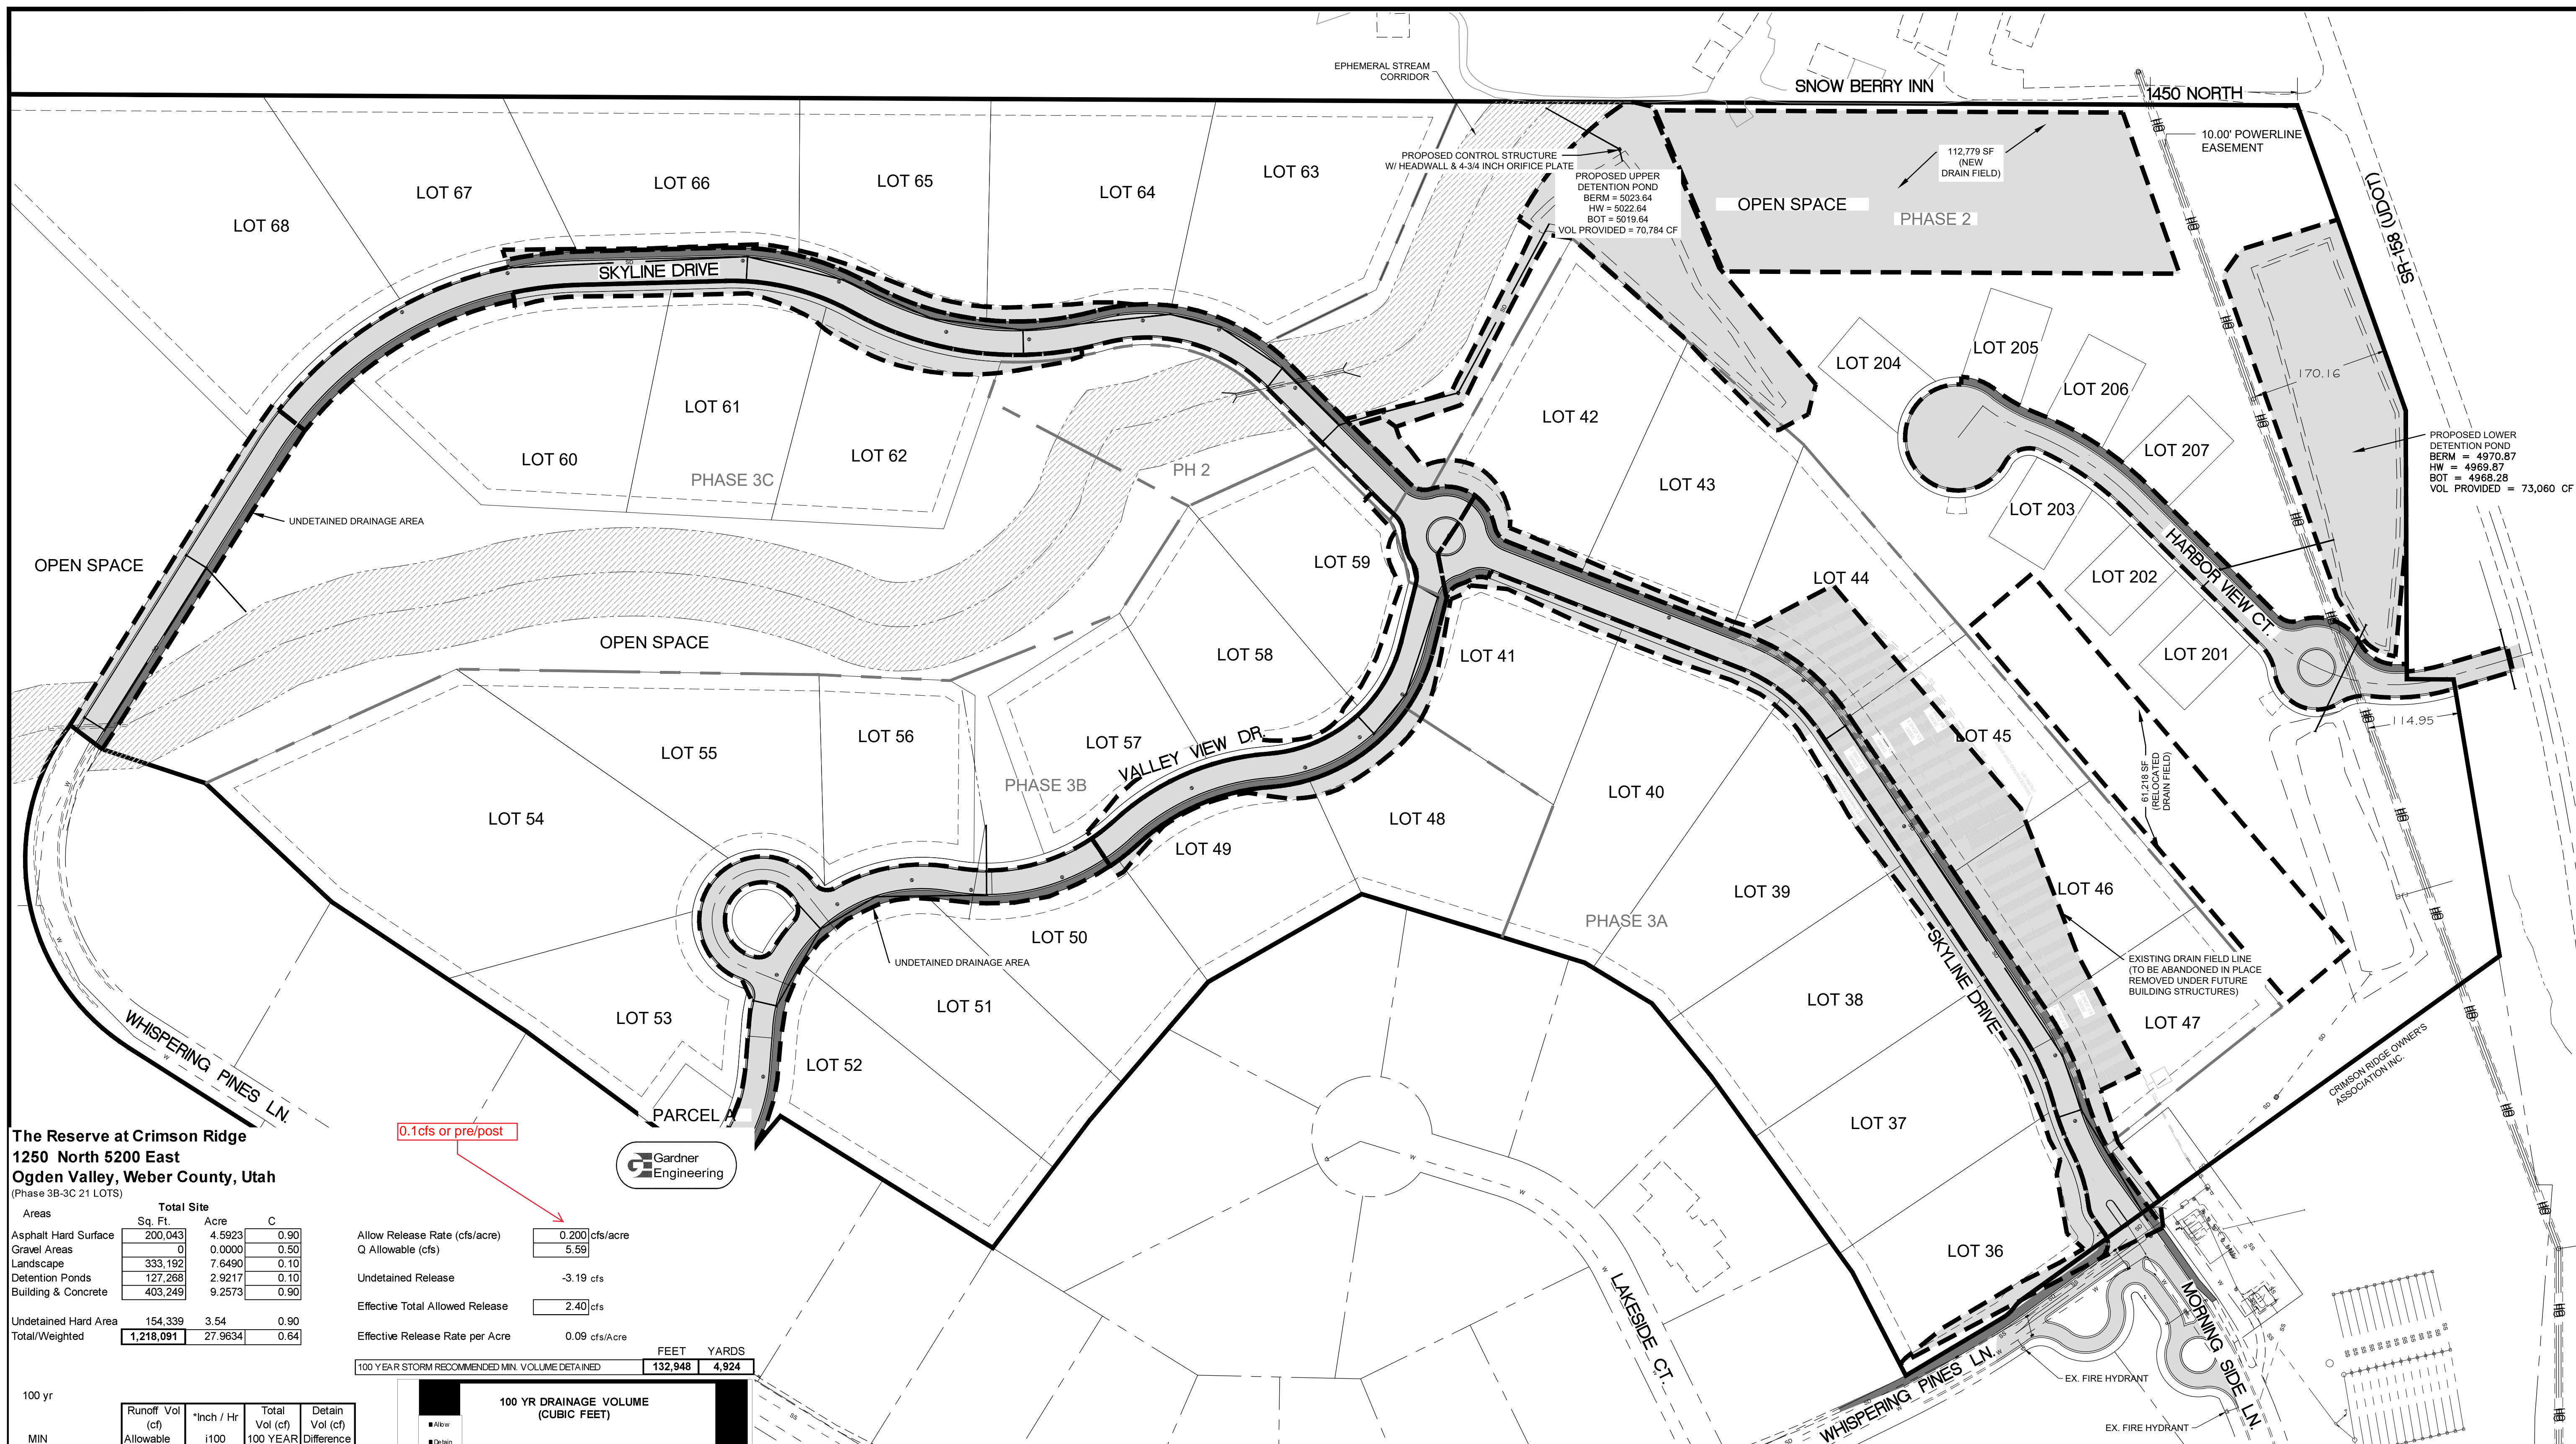 EPHEMERAL STREAM
CORRIDOR
SNOW BERRY INN
1450 NORTH
10.00' POWERLINE
EASEMENT
SR-158 (UDOT)
PROPOSED CONTROL STRUCTURE
W/ HEADWALL & 4-3/4 INCH ORIFICE PLATE
PROPOSED UPPER
DETENTION POND
BERM = 5023.64
HW = 5022.64
BOT = 5019.64
VOL PROVIDED = 70,784 CF
112,779 SF
(NEW
DRAIN FIELD)
OPEN SPACE
PHASE 2
LOT 68
LOT 67
LOT 66
LOT 65
LOT 64
LOT 63
SKYLINE DRIVE
LOT 60
LOT 61
LOT 62
PHASE 3C
PH 2
UNDETAINED DRAINAGE AREA
OPEN SPACE
OPEN SPACE
LOT 42
LOT 43
LOT 44
LOT 204
LOT 205
LOT 206
LOT 207
LOT 203
LOT 202
LOT 201
HARBOR VIEW CT.
170.16
114.95
PROPOSED LOWER
DETENTION POND
BERM = 4970.87
HW = 4969.87
BOT = 4968.28
VOL PROVIDED = 73,060 CF
LOT 59
LOT 58
LOT 57
LOT 41
VALLEY VIEW DR.
PHASE 3B
LOT 56
LOT 55
LOT 54
LOT 53
LOT 52
LOT 51
LOT 50
LOT 49
LOT 48
UNDETAINED DRAINAGE AREA
LOT 45
LOT 46
LOT 47
61,218 SF
(RELOCATED
DRAIN FIELD)
EXISTING DRAIN FIELD LINE
(TO BE ABANDONED IN PLACE
REMOVED UNDER FUTURE
BUILDING STRUCTURES)
LOT 40
LOT 39
LOT 38
LOT 37
LOT 36
PHASE 3A
SKYLINE DRIVE
CRIMSON RIDGE OWNER'S
ASSOCIATION INC.
WHISPERING PINES LN.
PARCEL A
Gardner
Engineering
LAKESIDE CT.
WHISPERING PINES LN.
MORNING SIDE LN.
EX. FIRE HYDRANT
EX. FIRE HYDRANT
The Reserve at Crimson Ridge
1250 North 5200 East
Ogden Valley, Weber County, Utah
(Phase 3B-3C 21 LOTS)
Total Site
Areas Sq. Ft. Acre C
Asphalt Hard Surface 200,043 4.5923 0.90
Gravel Areas 0 0.0000 0.50
Landscape 333,192 7.6490 0.10
Detention Ponds 127,268 2.9217 0.10
Building & Concrete 403,249 9.2573 0.90
Undetained Hard Area 154,339 3.54 0.90
Total/Weighted 1,218,091 27.9634 0.64
0.1cfs or pre/post
Allow Release Rate (cfs/acre) 0.200 cfs/acre
Q Allowable (cfs) 5.59
Undetained Release -3.19 cfs
Effective Total Allowed Release 2.40 cfs
Effective Release Rate per Acre 0.09 cfs/Acre
FEET YARDS
100 YEAR STORM RECOMMENDED MIN. VOLUME DETAINED 132,948 4,924
100 yr
Runoff Vol *Inch / Hr Total Detain
(cf) Vol (cf) Vol (cf)
MIN Allowable i100 100 YEAR Difference
100 YR DRAINAGE VOLUME
(CUBIC FEET)
Allow
Detain